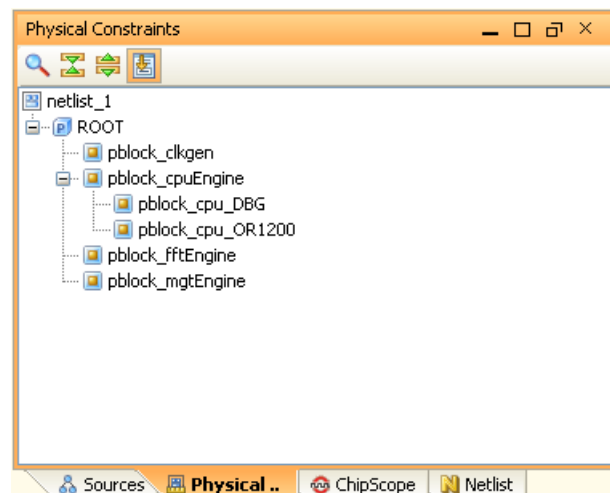 Physical Constraints
netlist_1
ROOT
pblock_clkgen
pblock_cpuEngine
pblock_cpu_DBG
pblock_cpu_OR1200
pblock_fftEngine
pblock_mgtEngine
Sources Physical .. ChipScope Netlist